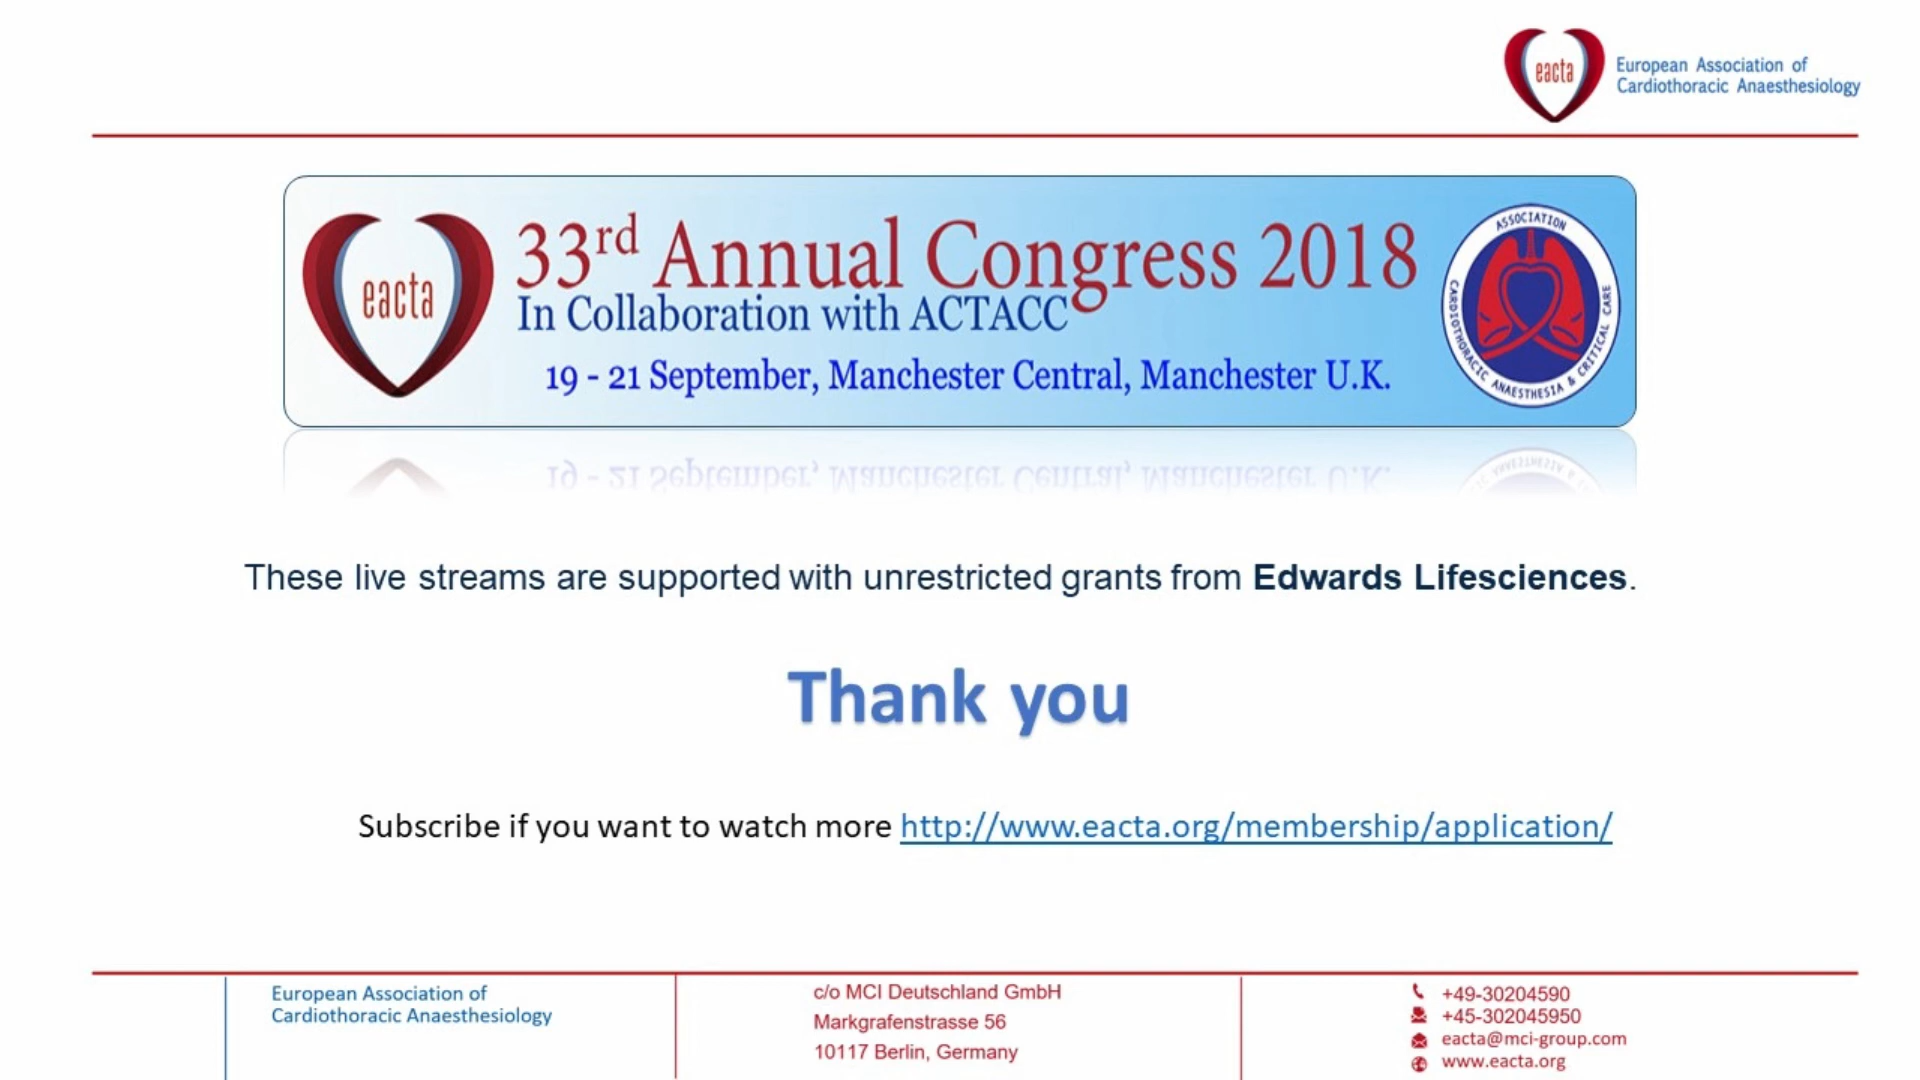 eacta
European Association of
Cardiothoracic Anaesthesiology
eacta
33rd Annual Congress 2018
In Collaboration with ACTACC
19 - 21 September, Manchester Central, Manchester U.K.
ASSOCIATION
CARDIOTHORACIC ANAESTHESIA & CRITICAL CARE
These live streams are supported with unrestricted grants from Edwards Lifesciences.
Thank you
Subscribe if you want to watch more http://www.eacta.org/membership/application/
European Association of
Cardiothoracic Anaesthesiology
c/o MCI Deutschland GmbH
Markgrafenstrasse 56
10117 Berlin, Germany
+49-30204590
+45-302045950
eacta@mci-group.com
www.eacta.org